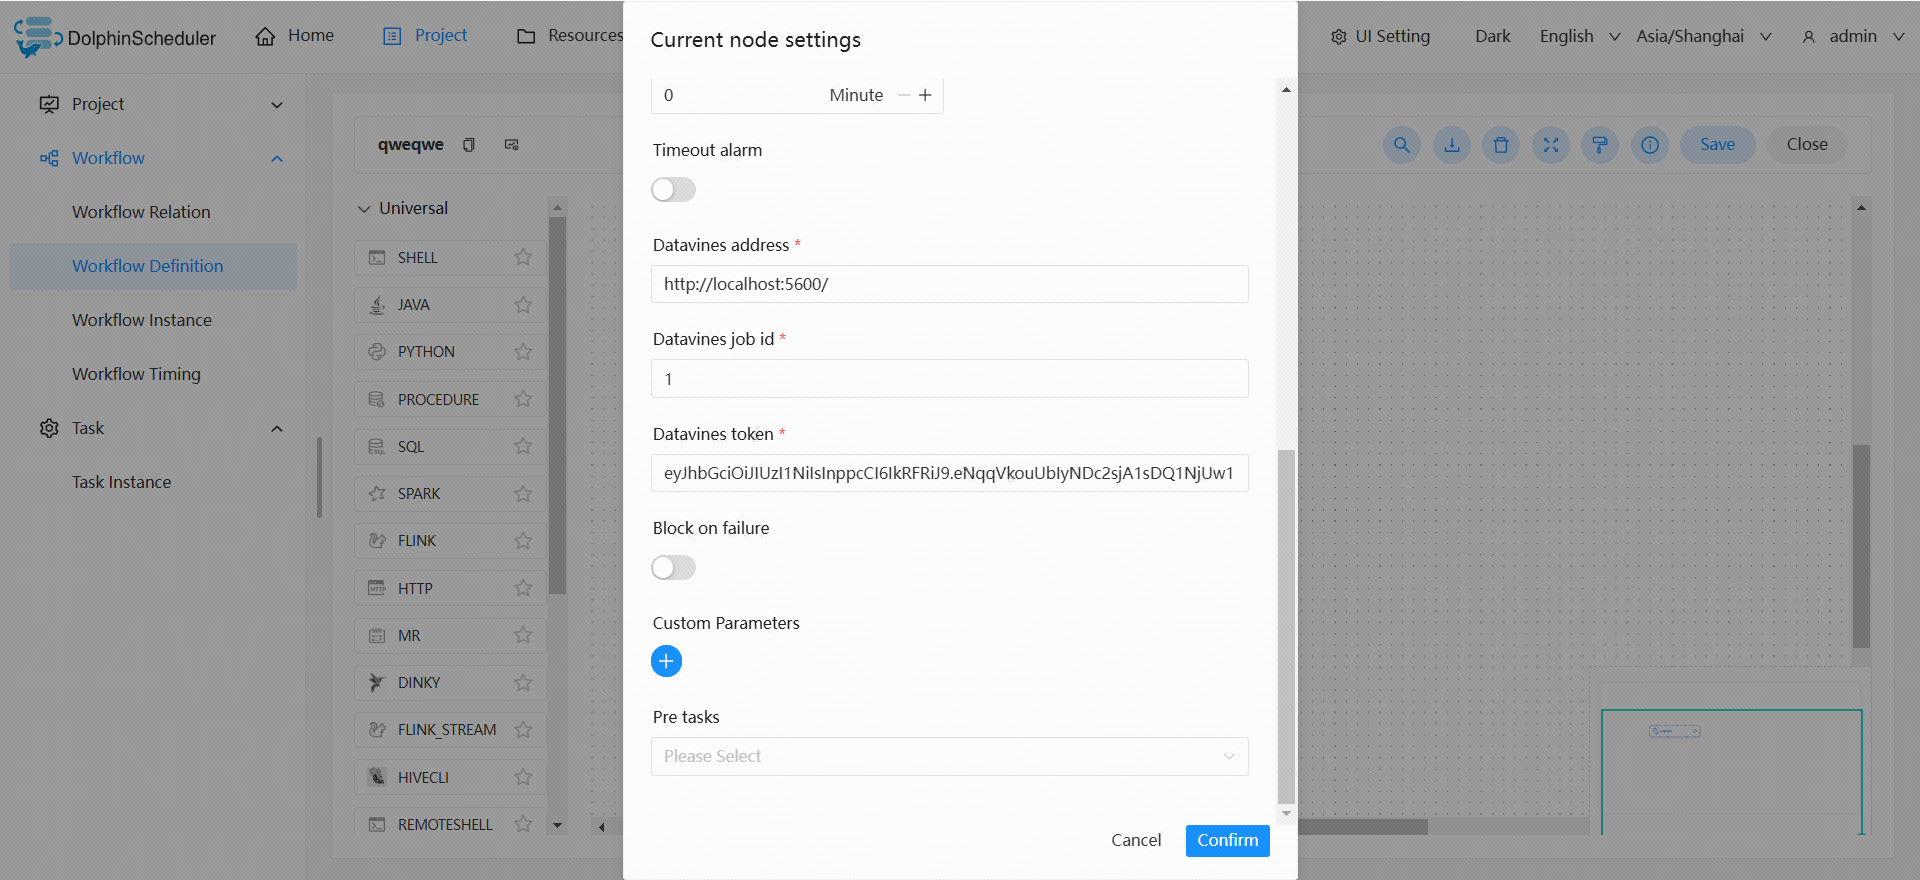 DolphinScheduler
Home
Project
Resources
UI Setting
Dark
English
Asia/Shanghai
admin
Project
Workflow
Workflow Relation
Workflow Definition
Workflow Instance
Workflow Timing
Task
Task Instance
qweqwe
Save
Close
Universal
SHELL
JAVA
PYTHON
PROCEDURE
SQL
SPARK
FLINK
HTTP
MR
DINKY
FLINK_STREAM
HIVECLI
REMOTESHELL
Current node settings
0 Minute
Timeout alarm
Datavines address *
http://localhost:5600/
Datavines job id *
1
Datavines token *
eyJhbGciOiJIUzI1NiIsInppcCI6IkRFRiJ9.eNqqVkouUbIyNDc2sjA1sDQ1NjUw1
Block on failure
Custom Parameters
Pre tasks
Please Select
Cancel
Confirm